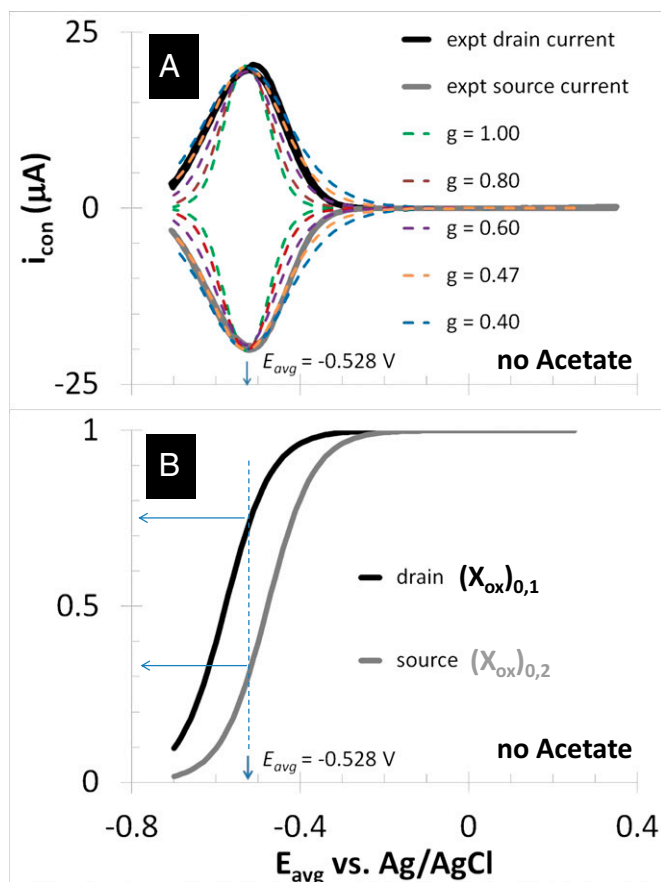 25
A
expt drain current
expt source current
g = 1.00
0
g = 0.80
i_con (μA)
g = 0.60
g = 0.47
g = 0.40
E_avg = -0.528 V
no Acetate
-25
1
B
drain (X_ox)_0,1
0.5
source (X_ox)_0,2
E_avg = -0.528 V
no Acetate
0
-0.8 -0.4 0 0.4
E_avg vs. Ag/AgCl